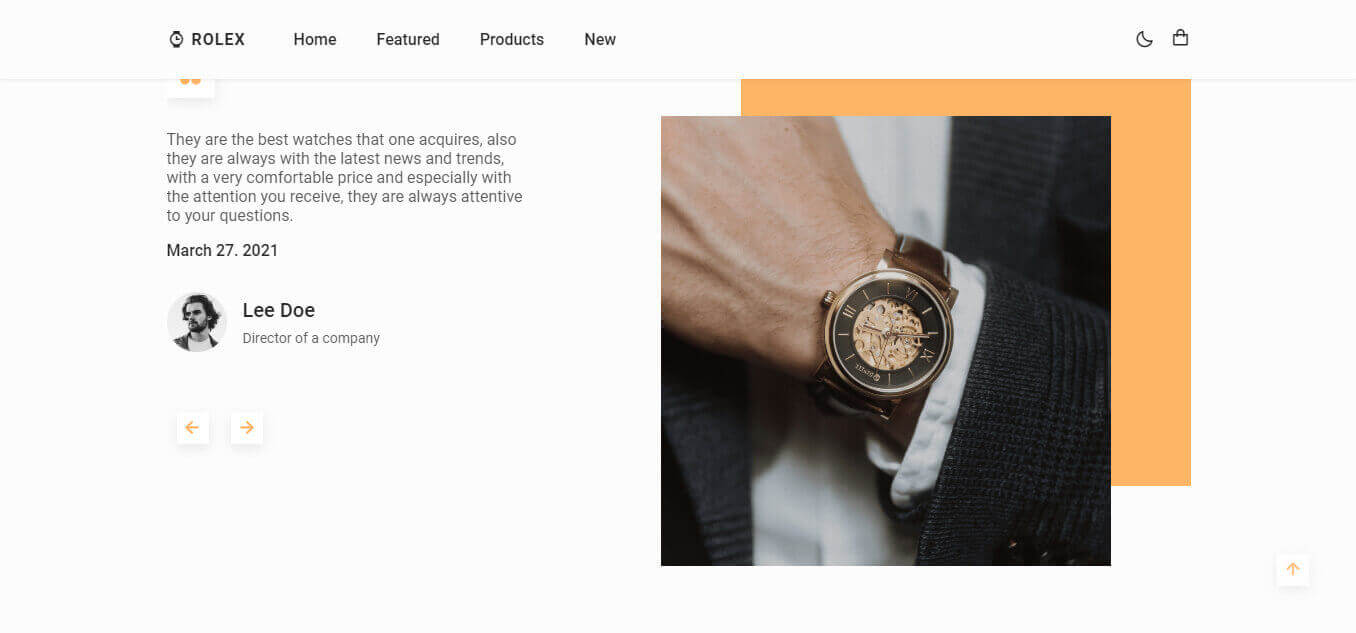 ROLEX
Home
Featured
Products
New
They are the best watches that one acquires, also
they are always with the latest news and trends,
with a very comfortable price and especially with
the attention you receive, they are always attentive
to your questions.
March 27. 2021
Lee Doe
Director of a company